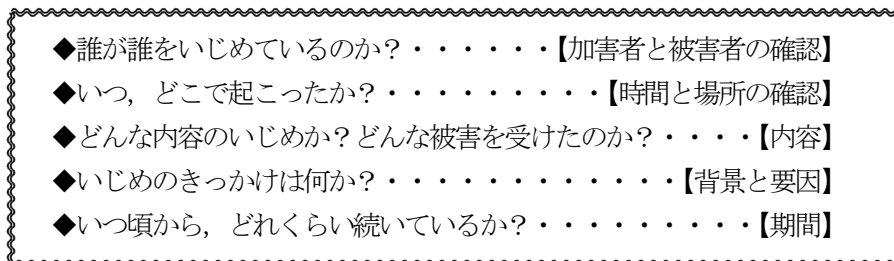 ◆誰が誰をいじめているのか?・・・・・・【加害者と被害者の確認】
◆いつ,どこで起こったか?・・・・・・・・・【時間と場所の確認】
◆どんな内容のいじめか?どんな被害を受けたのか?・・・・【内容】
◆いじめのきっかけは何か?・・・・・・・・・・・・【背景と要因】
◆いつ頃から,どれくらい続いているか?・・・・・・・・・【期間】